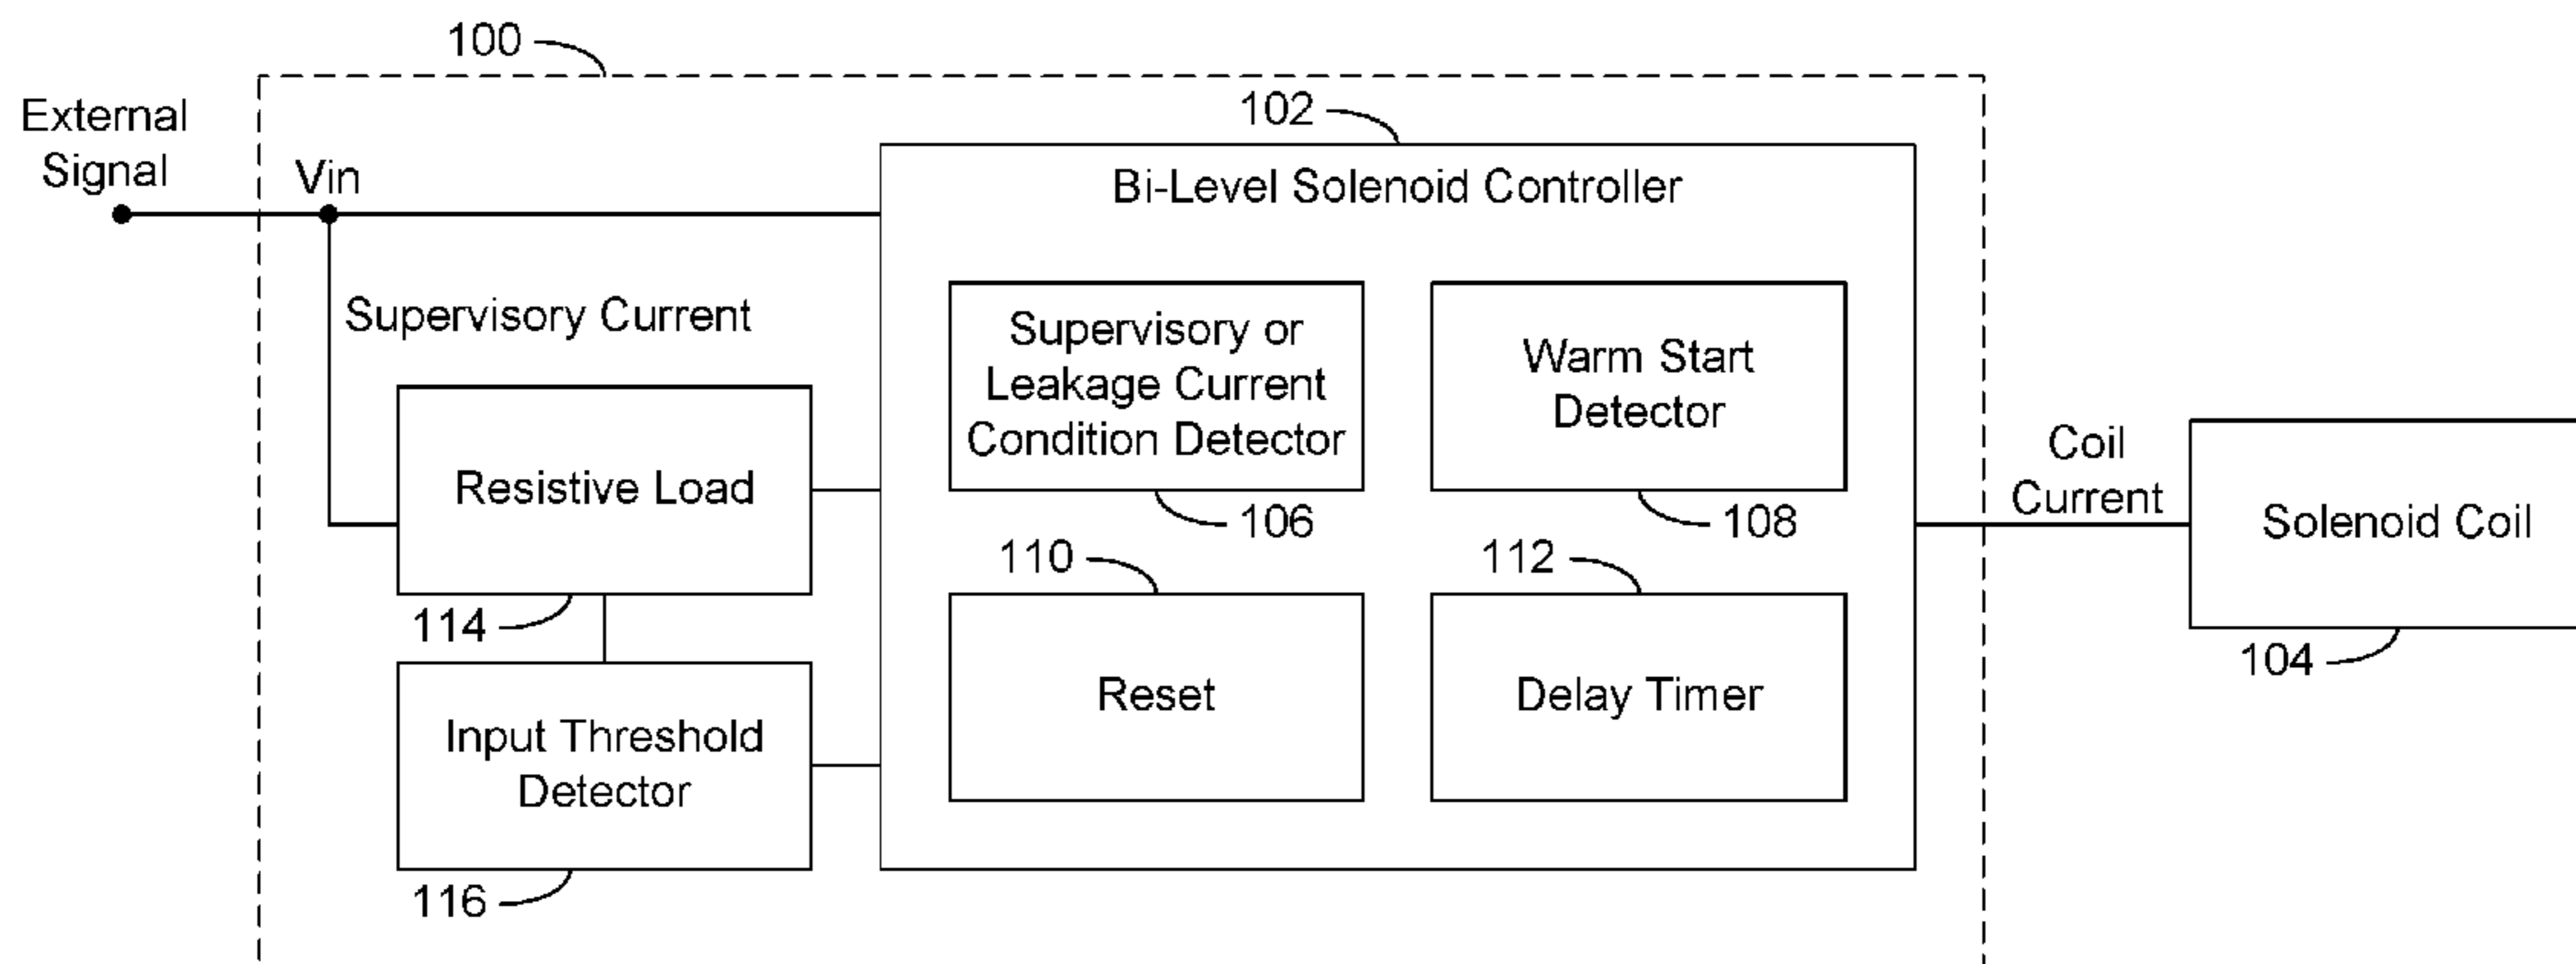 100
External
Signal
Vin
102
Bi-Level Solenoid Controller
Supervisory Current
Supervisory or
Leakage Current
Condition Detector
106
Warm Start
Detector
108
Resistive Load
114
Coil
Current
Solenoid Coil
104
110
Reset
112
Delay Timer
Input Threshold
Detector
116